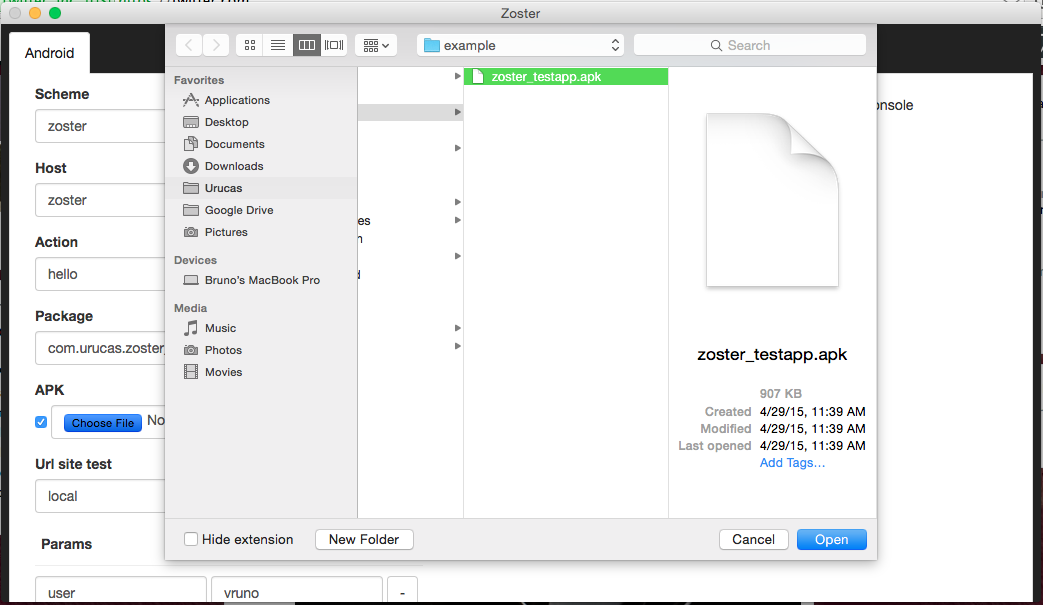 Zoster
Android
example
Search
Scheme
zoster
Host
zoster
Action
hello
Package
com.urucas.zoster
APK
Choose File No
Url site test
local
Params
user vruno -
Favorites
Applications
Desktop
Documents
Downloads
Urucas
Google Drive
Pictures
Devices
Bruno's MacBook Pro
Media
Music
Photos
Movies
es
zoster_testapp.apk
onsole
zoster_testapp.apk
907 KB
Created 4/29/15, 11:39 AM
Modified 4/29/15, 11:39 AM
Last opened 4/29/15, 11:39 AM
Add Tags...
Hide extension
New Folder
Cancel
Open